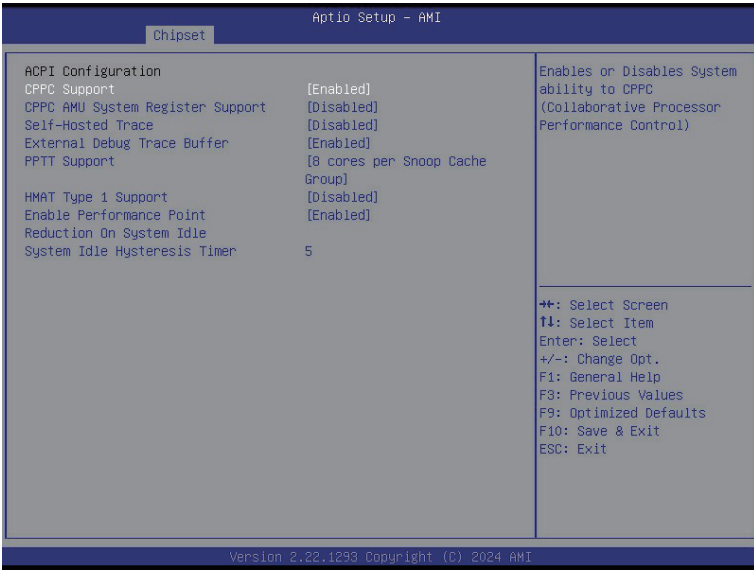 Aptio Setup – AMI
Chipset
ACPI Configuration
CPPC Support [Enabled]
CPPC AMU System Register Support [Disabled]
Self-Hosted Trace [Disabled]
External Debug Trace Buffer [Enabled]
PPTT Support [8 cores per Snoop Cache
Group]
HMAT Type 1 Support [Disabled]
Enable Performance Point [Enabled]
Reduction On System Idle
System Idle Hysteresis Timer 5
Enables or Disables System
ability to CPPC
(Collaborative Processor
Performance Control)
→←: Select Screen
↑↓: Select Item
Enter: Select
+/-: Change Opt.
F1: General Help
F3: Previous Values
F9: Optimized Defaults
F10: Save & Exit
ESC: Exit
Version 2.22.1293 Copyright (C) 2024 AMI